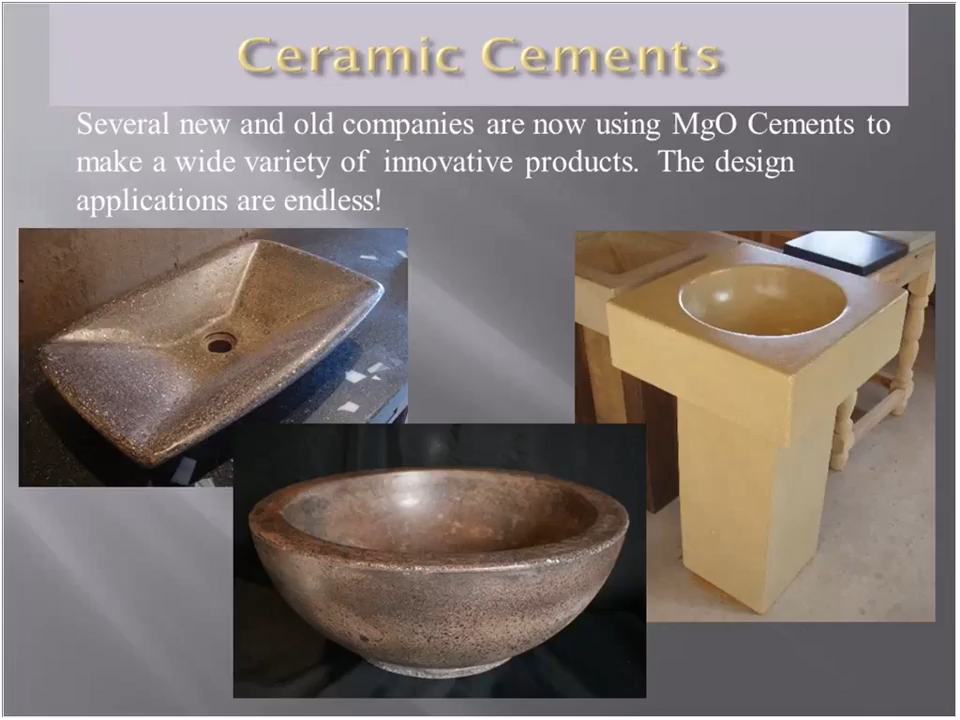 Ceramic Cements
Several new and old companies are now using MgO Cements to
make a wide variety of innovative products. The design
applications are endless!